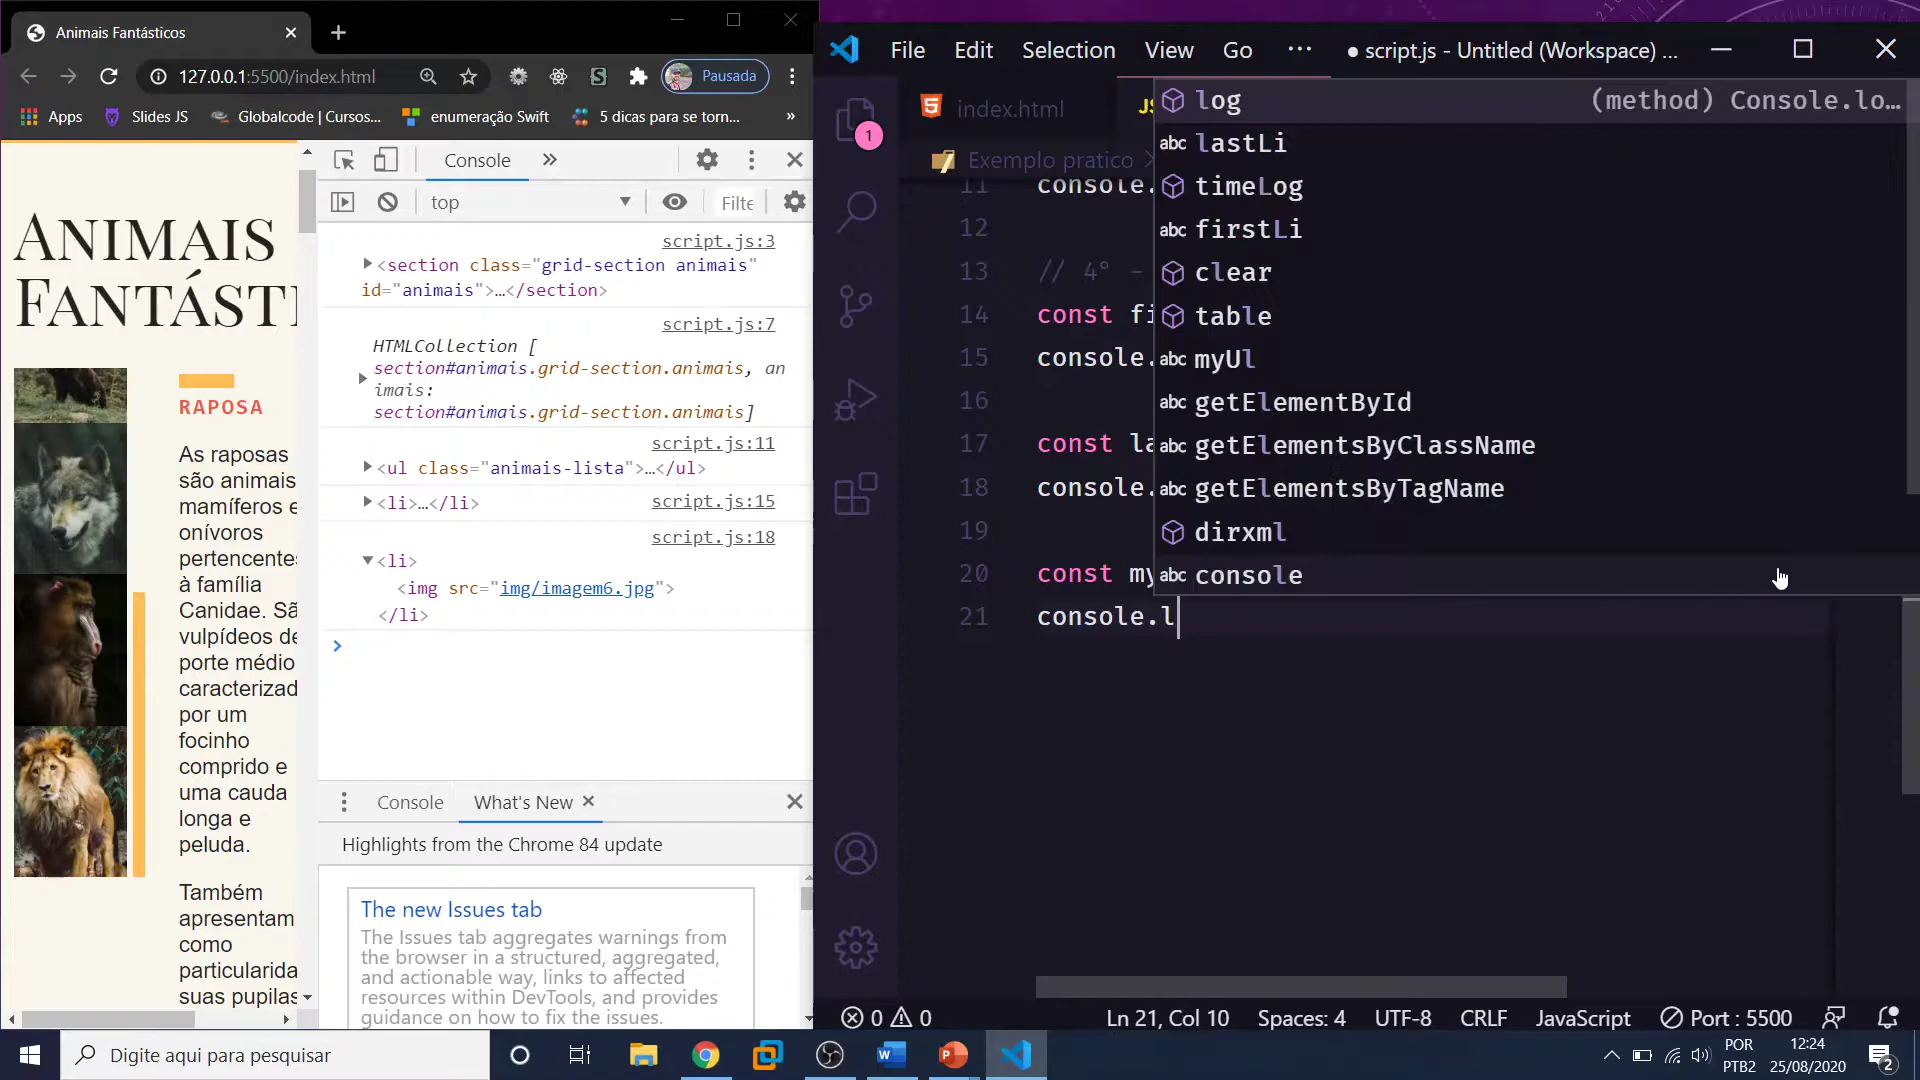 Animais Fantásticos
127.0.0.1:5500/index.html
Pausada
Apps
Slides JS
Globalcode / Cursos...
enumeração Swift
5 dicas para se torn...
»
ANIMAIS
FANTÁSTI
RAPOSA
As raposas
são animais
mamíferos e
onívoros
pertencentes
à família
Canidae. Sã
vulpídeos de
porte médio
caracterizad
por um
focinho
comprido e
uma cauda
longa e
peluda.
Também
apresentam
como
particularida
suas pupilas
Console
»
top
Filte
script.js:3
<section class="grid-section animais"
id="animais">…</section>
script.js:7
HTMLCollection [
section#animais.grid-section.animais, an
imais:
section#animais.grid-section.animais]
script.js:11
<ul class="animais-lista">…</ul>
<li>…</li>
script.js:15
script.js:18
<li>
<img src="img/imagem6.jpg">
</li>
Console
What's New
Highlights from the Chrome 84 update
The new Issues tab
The Issues tab aggregates warnings from
the browser in a structured, aggregated,
and actionable way, links to affected
resources within DevTools, and provides
guidance on how to fix the issues.
File
Edit
Selection
View
Go
···
● script.js - Untitled (Workspace) ...
1
index.html
JS
Exemplo pratico
log
(method) Console.lo…
lastLi
timeLog
firstLi
clear
table
myUl
getElementById
getElementsByClassName
getElementsByTagName
dirxml
console
11 console.
12
13 // 4° -
14 const fi
15 console.
16
17 const la
18 console.
19
20 const my
21 console.l
0
0
Ln 21, Col 10
Spaces: 4
UTF-8
CRLF
JavaScript
Port : 5500
Digite aqui para pesquisar
POR
PTB2
12:24
25/08/2020
2